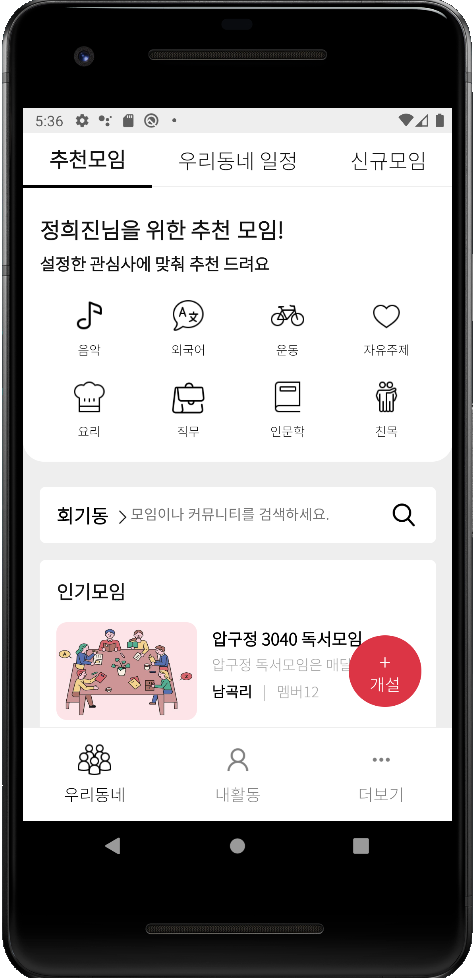 5:36
추천모임 우리동네 일정 신규모임
정희진님을 위한 추천 모임!
설정한 관심사에 맞춰 추천 드려요
음악 외국어 운동 자유주제
요리 직무 인문학 친목
회기동 > 모임이나 커뮤니티를 검색하세요.
인기모임
압구정 3040 독서모임
압구정 독서모임은 매달
남곡리 | 멤버12
+
개설
우리동네 내활동 더보기